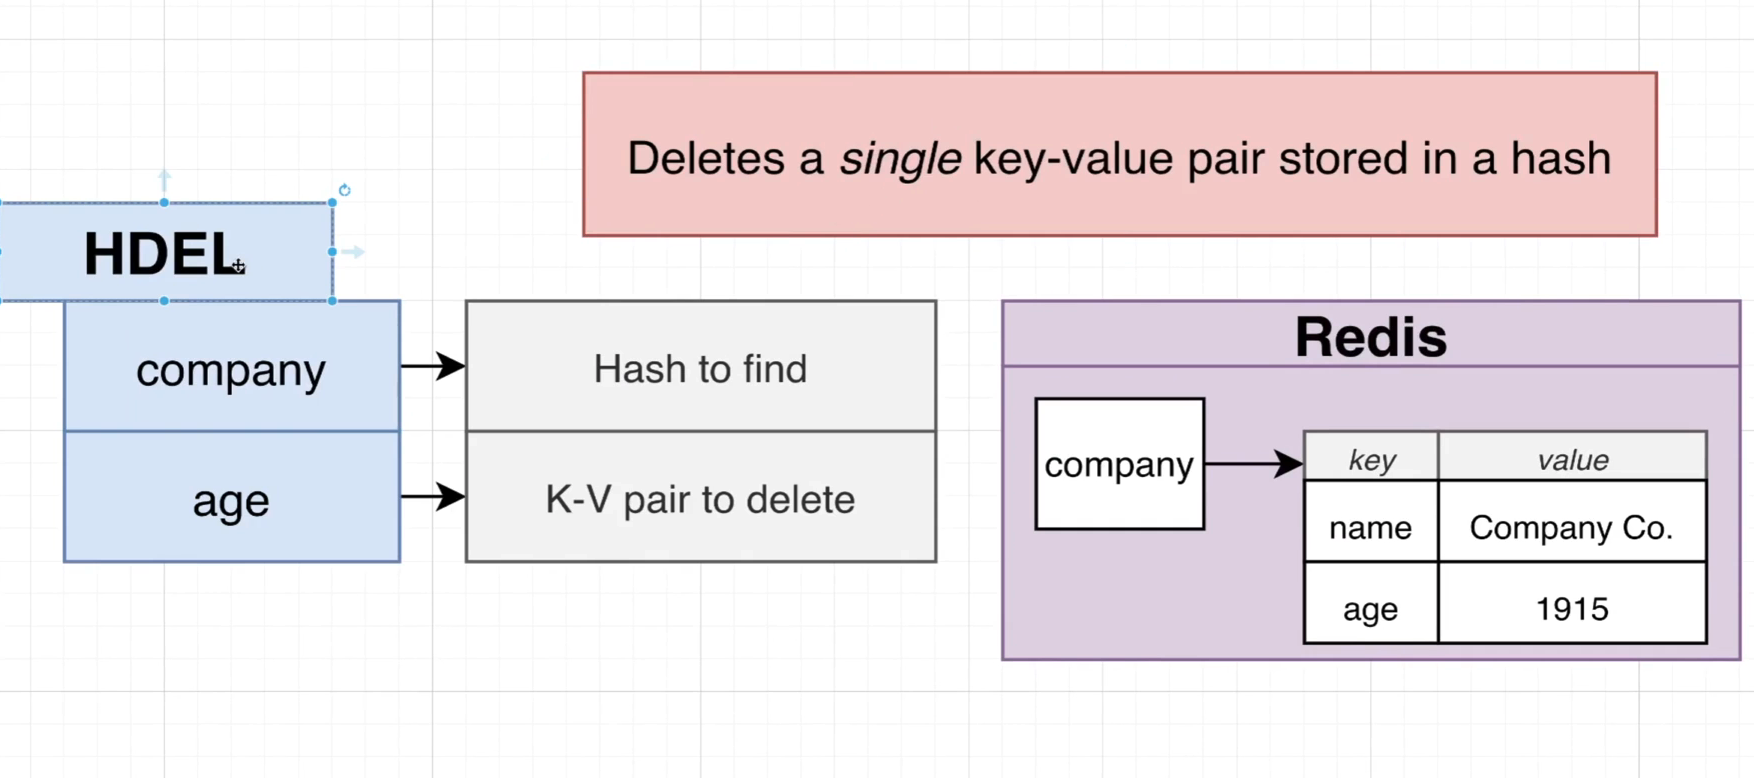 Deletes a single key-value pair stored in a hash
HDEL
company
Hash to find
age
K-V pair to delete
Redis
company
key value
name Company Co.
age 1915